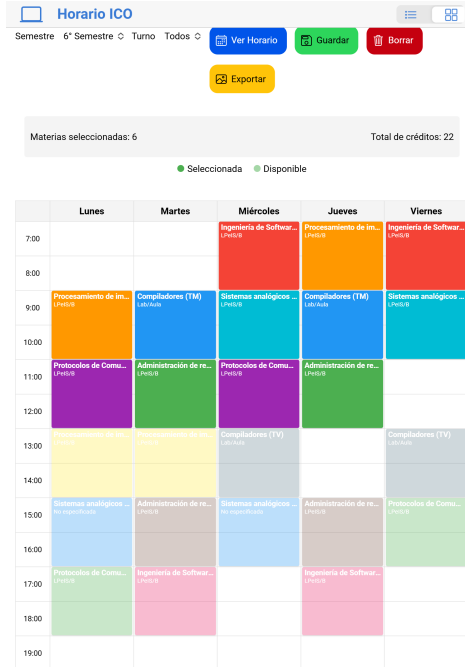 Horario ICO
Semestre 6° Semestre Turno Todos Ver Horario Guardar Borrar
Exportar
Materias seleccionadas: 6 Total de créditos: 22
Seleccionada Disponible
Lunes Martes Miércoles Jueves Viernes
7:00
Ingeniería de Softwar... Procesamiento de im... Ingeniería de Softwar...
LPeIS/B LPeIS/B LPeIS/B
8:00
9:00
Procesamiento de im... Compiladores (TM) Sistemas analógicos ... Compiladores (TM) Sistemas analógicos ...
LPeIS/B Lab/Aula LPeIS/B Lab/Aula LPeIS/B
10:00
11:00
Protocolos de Comu... Administración de re... Protocolos de Comu... Administración de re...
LPeIS/B LPeIS/B LPeIS/B LPeIS/B
12:00
13:00
Compiladores (TV) Compiladores (TV)
Lab/Aula Lab/Aula
14:00
15:00
Sistemas analógicos ... Administración de re... Sistemas analógicos ... Administración de re... Protocolos de Comu...
No especificado LPeIS/B No especificado LPeIS/B LPeIS/B
16:00
17:00
Protocolos de Comu... Ingeniería de Softwar... Ingeniería de Softwar...
LPeIS/B LPeIS/B LPeIS/B
18:00
19:00